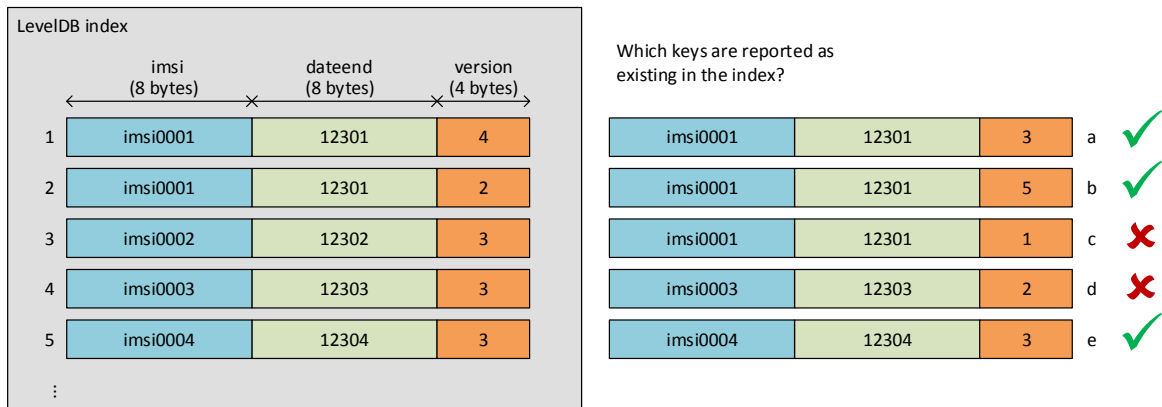 LevelDB index
imsi
(8 bytes)
dateend
(8 bytes)
version
(4 bytes)
1 imsi0001 12301 4
2 imsi0001 12301 2
3 imsi0002 12302 3
4 imsi0003 12303 3
5 imsi0004 12304 3
...
Which keys are reported as
existing in the index?
imsi0001 12301 3 a
imsi0001 12301 5 b
imsi0001 12301 1 c
imsi0003 12303 2 d
imsi0004 12304 3 e